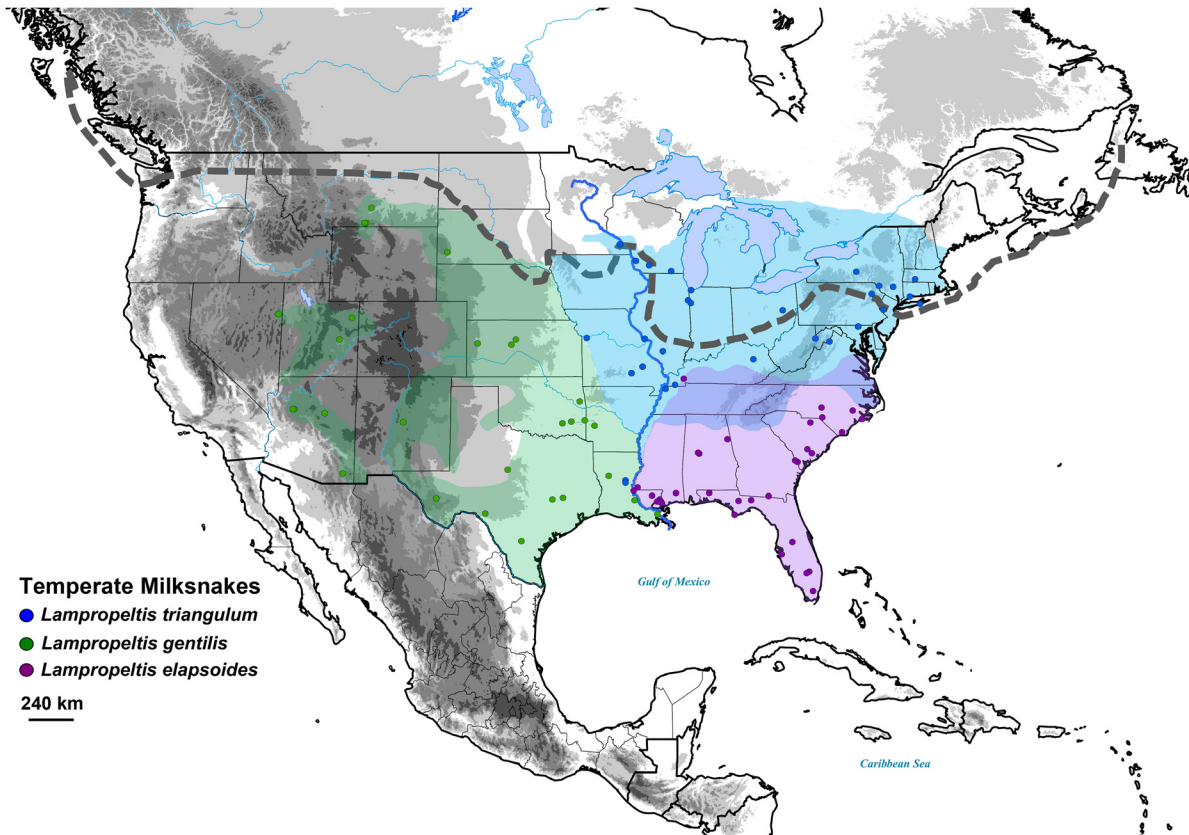 Gulf of Mexico
Temperate Milksnakes
Lampropeltis triangulum
Lampropeltis gentilis
Lampropeltis elapsoides
240 km
Caribbean Sea